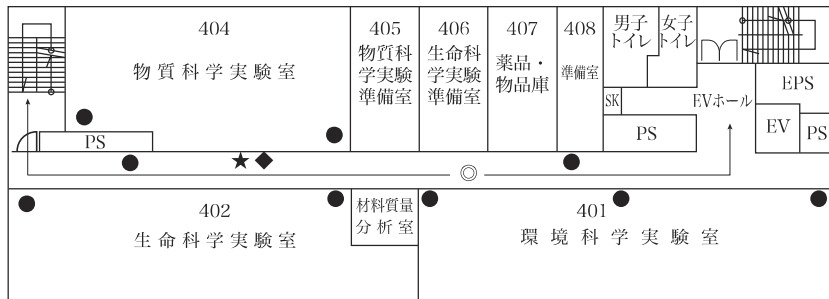 404
物質科学実験室
405
物質科
学実験
準備室
406
生命科
学実験
準備室
407
薬品・
物品庫
408
準備室
男子
トイレ
女子
トイレ
SK
PS
EVホール
EPS
EV
PS
PS
402
生命科学実験室
材料質量
分析室
401
環境科学実験室